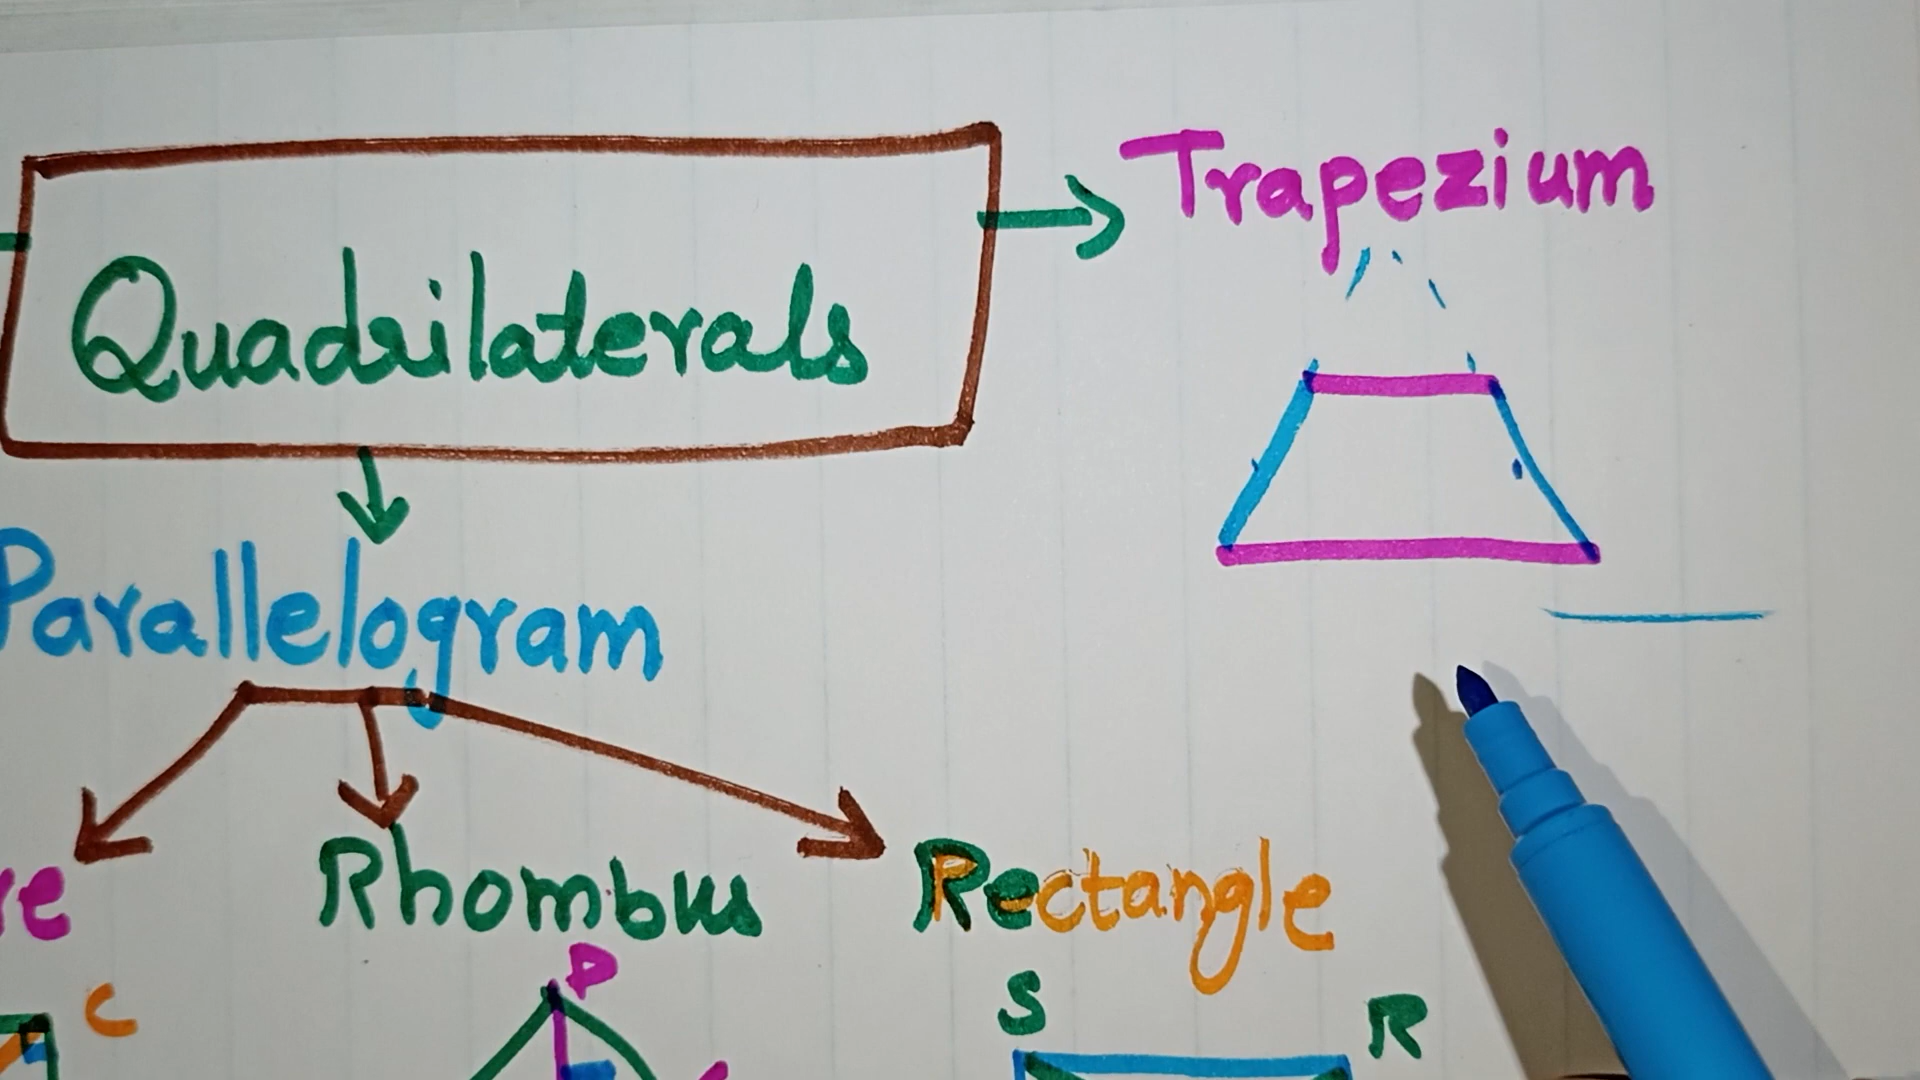 Trapezium
Quadrilaterals
Parallelogram
Rhombus
Rectangle
P
C
S
R